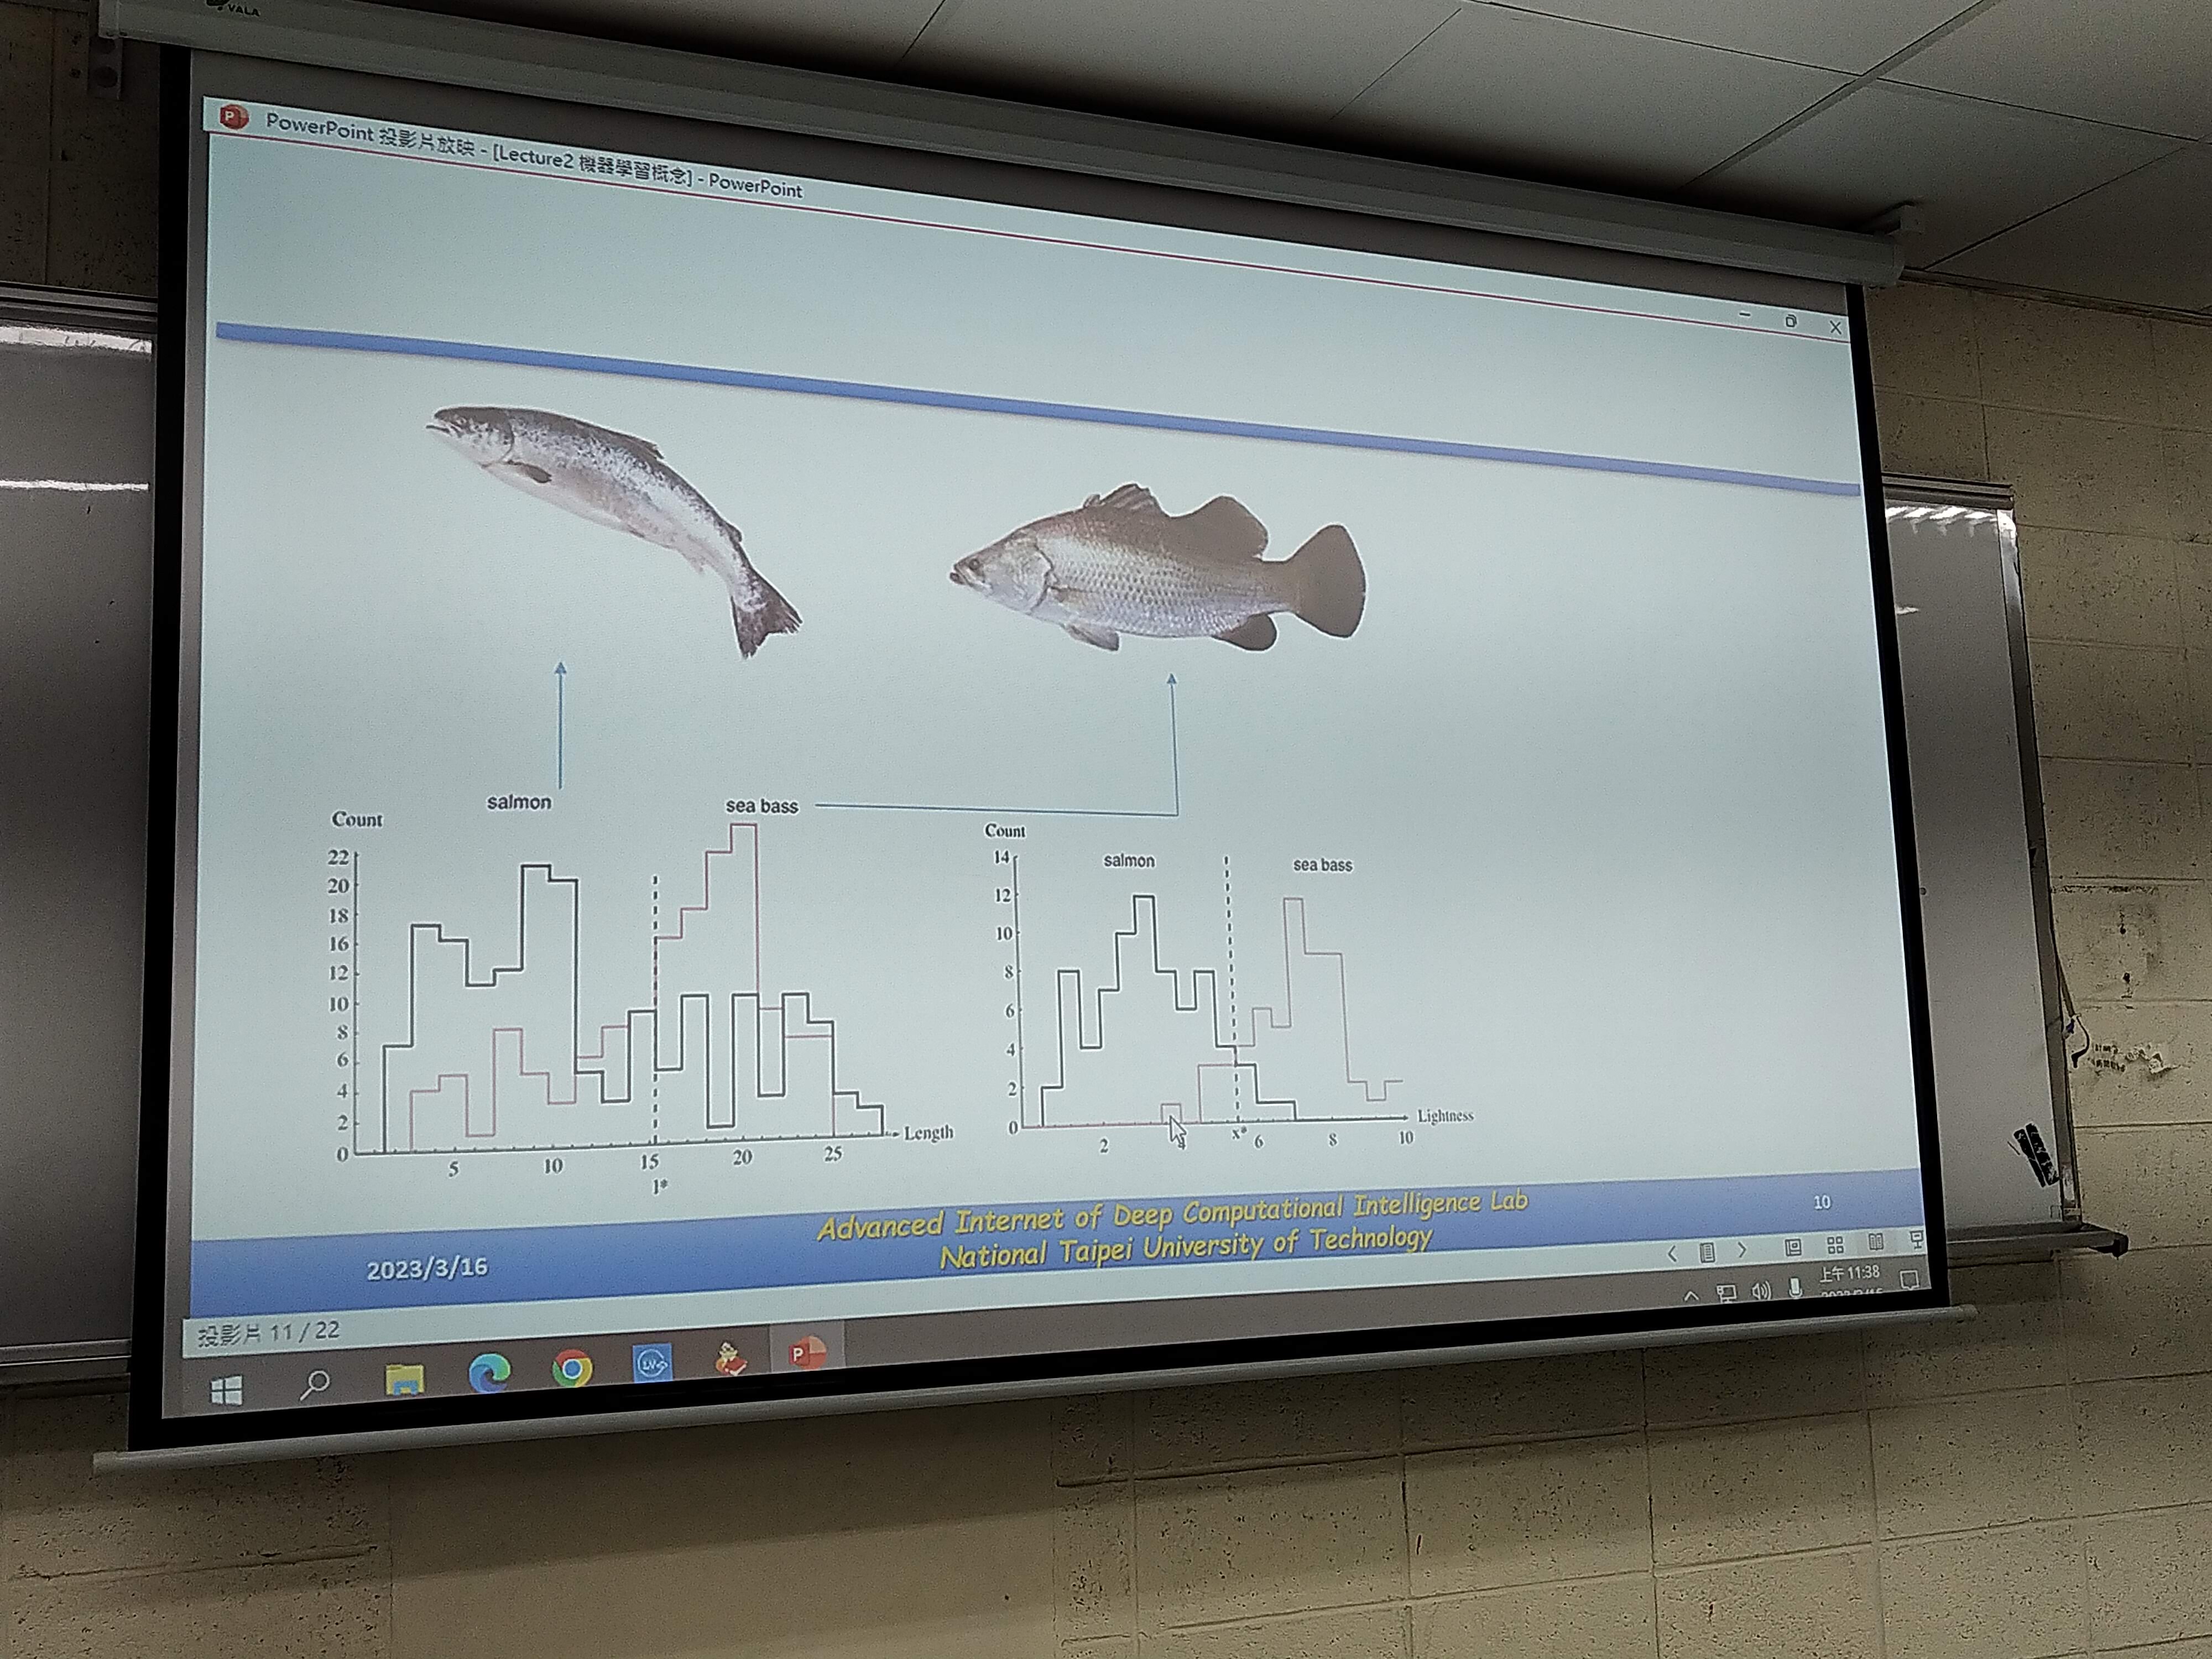 VALA
PowerPoint 投影片放映 - [Lecture2 機器學習概念] - PowerPoint
salmon
sea bass
Count
22
20
18
16
12
10
8
6
4
2
0
5
10
15
20
25
l*
Length
Count
salmon
sea bass
14
12
10
8
6
4
2
0
2
4
x*
6
8
10
Lightness
2023/3/16
Advanced Internet of Deep Computational Intelligence Lab
National Taipei University of Technology
10
投影片 11 / 22
上午 11:38